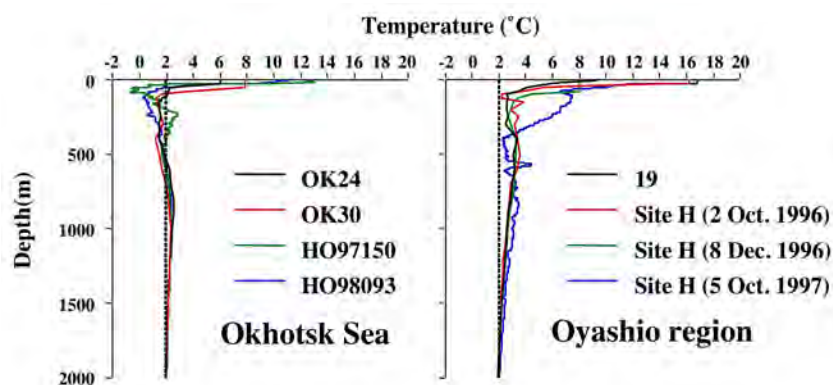 Temperature (˚C)
-2 0 2 4 6 8 10 12 14 16 18 20
-2 0 2 4 6 8 10 12 14 16 18 20
0
500
1000
1500
2000
Depth(m)
OK24
OK30
HO97150
HO98093
Okhotsk Sea
19
Site H (2 Oct. 1996)
Site H (8 Dec. 1996)
Site H (5 Oct. 1997)
Oyashio region